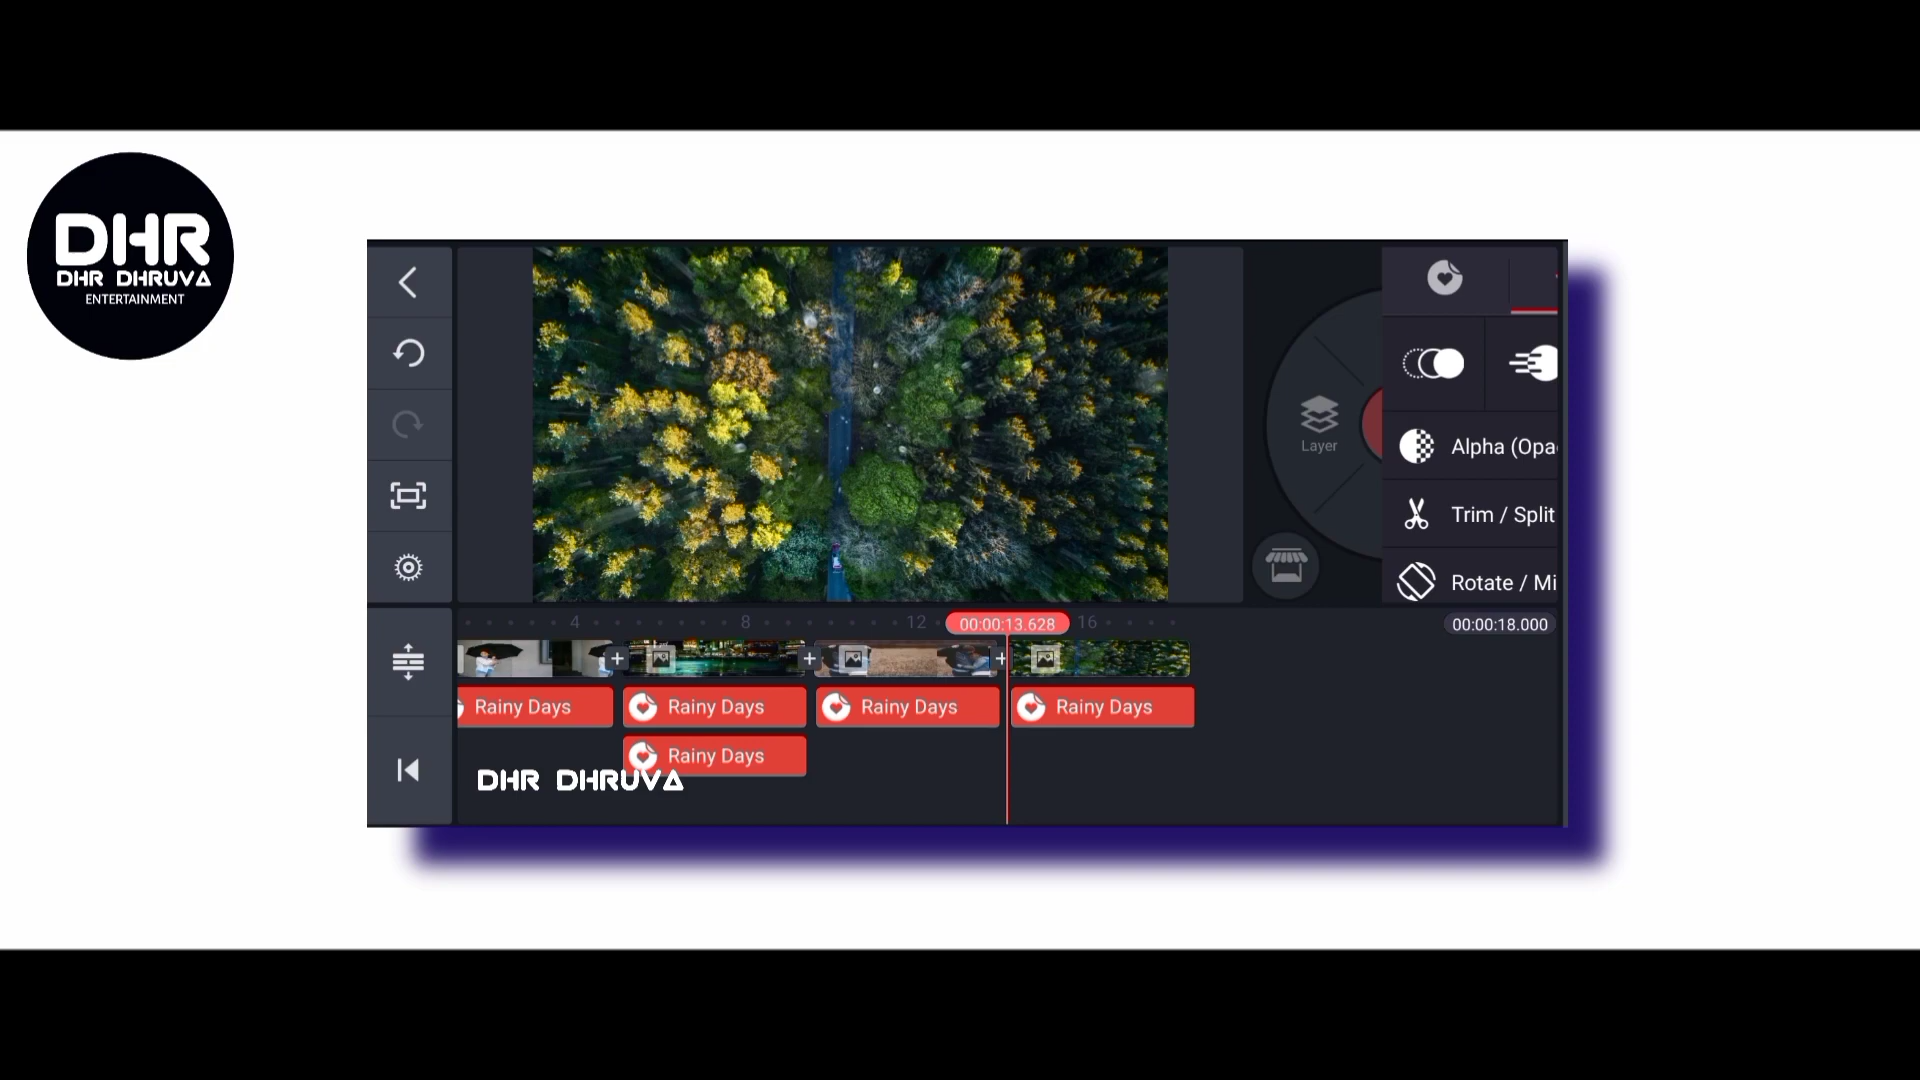 DHR
DHR DHRUVA
ENTERTAINMENT
Layer
Alpha (Opa
Trim / Split
Rotate / Mi
4
8
12
00:00:13.628
16
00:00:18.000
Rainy Days
Rainy Days
Rainy Days
Rainy Days
Rainy Days
DHR DHRUVA